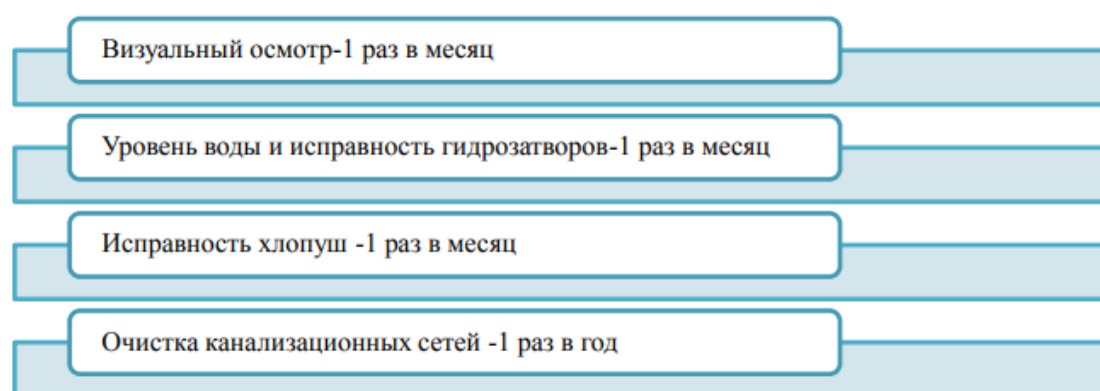 Визуальный осмотр-1 раз в месяц
Уровень воды и исправность гидрозатворов-1 раз в месяц
Исправность хлопуш -1 раз в месяц
Очистка канализационных сетей -1 раз в год